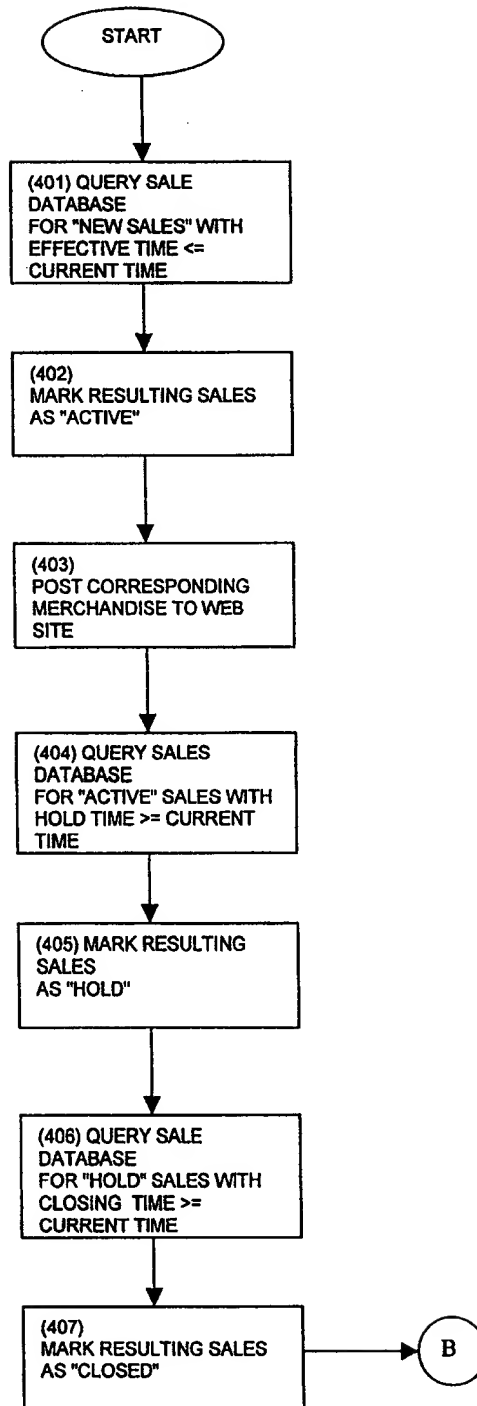 START
(401) QUERY SALE
DATABASE
FOR "NEW SALES" WITH
EFFECTIVE TIME <=
CURRENT TIME
(402)
MARK RESULTING SALES
AS "ACTIVE"
(403)
POST CORRESPONDING
MERCHANDISE TO WEB
SITE
(404) QUERY SALES
DATABASE
FOR "ACTIVE" SALES WITH
HOLD TIME >= CURRENT
TIME
(405) MARK RESULTING
SALES
AS "HOLD"
(406) QUERY SALE
DATABASE
FOR "HOLD" SALES WITH
CLOSING TIME >=
CURRENT TIME
(407)
MARK RESULTING SALES
AS "CLOSED"
B